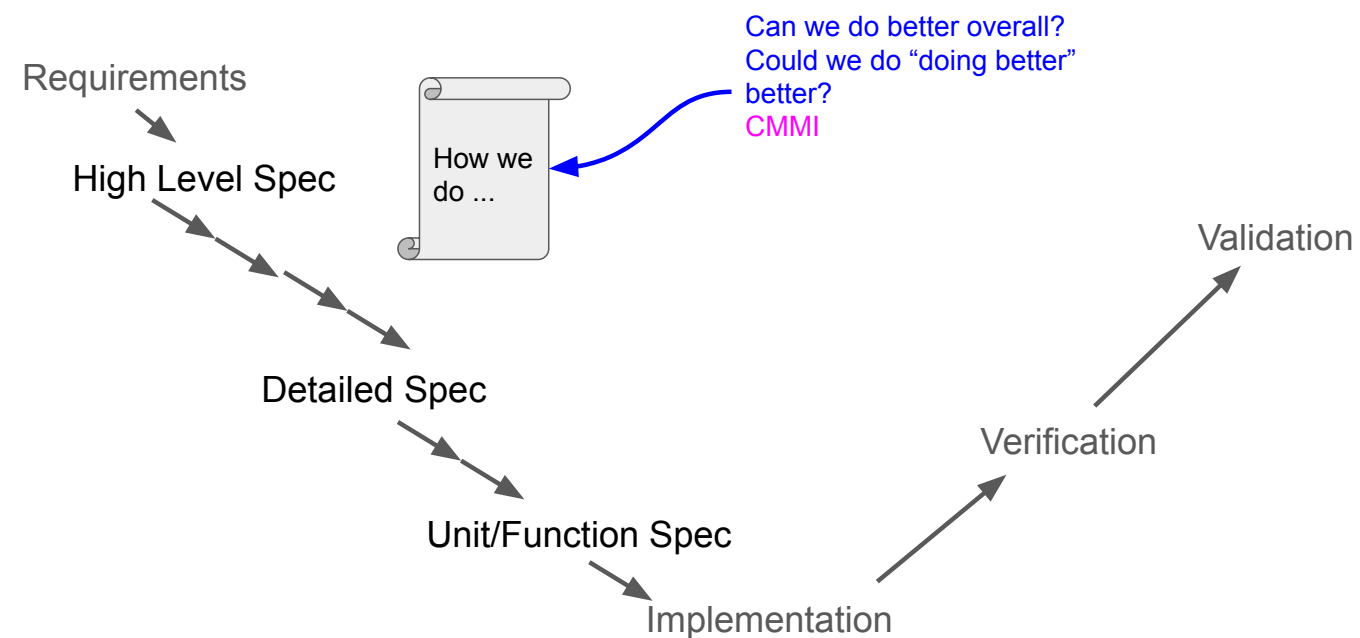 Can we do better overall?
Could we do “doing better”
better?
CMMI
Requirements
How we
do ...
High Level Spec
Validation
Detailed Spec
Verification
Unit/Function Spec
Implementation